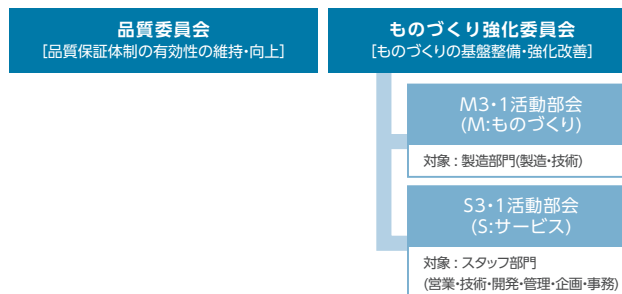 品質委員会
[品質保証体制の有効性の維持・向上]
ものづくり強化委員会
[ものづくりの基盤整備・強化改善]
M3・1活動部会
(M:ものづくり)
対象：製造部門(製造・技術)
S3・1活動部会
(S:サービス)
対象：スタッフ部門
(営業・技術・開発・管理・企画・事務)